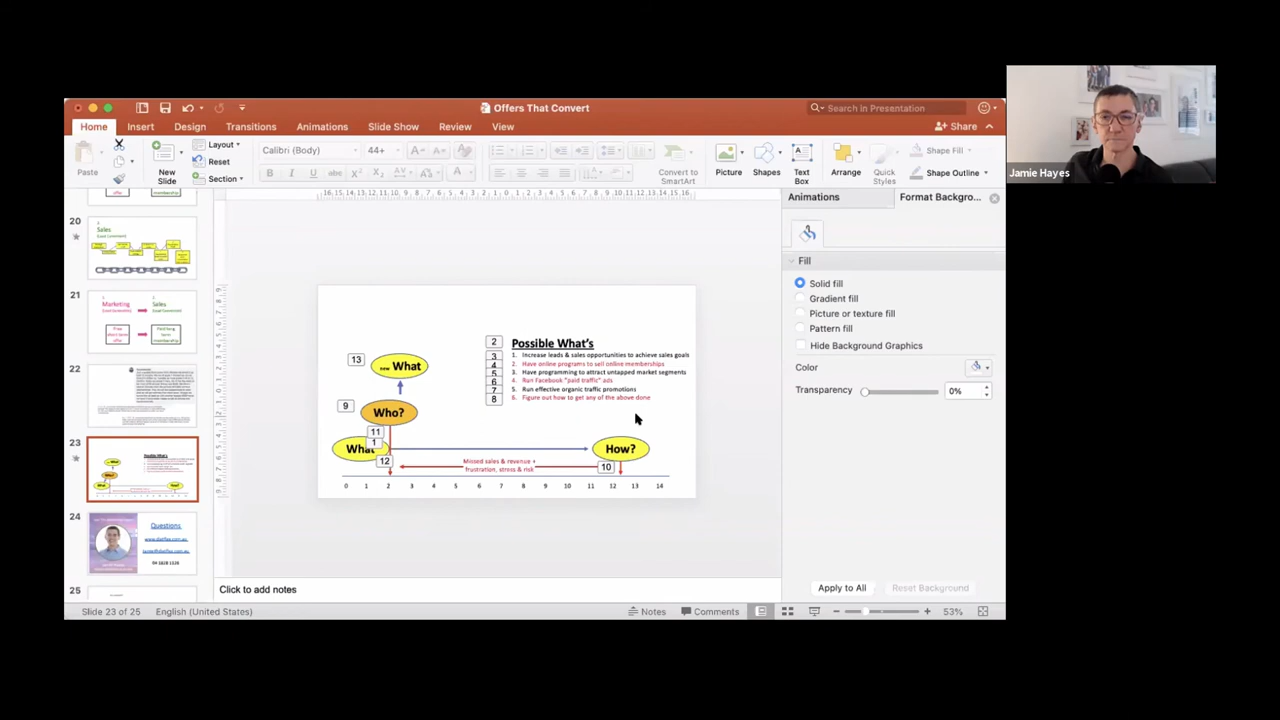 Offers That Convert
Search in Presentation
Home Insert Design Transitions Animations Slide Show Review View
Share
Paste
New
Slide
Layout
Reset
Section
Calibri (Body) 44+
B I U
Convert to
SmartArt
Picture
Shapes
Text
Box
Arrange
Quick
Styles
Shape Fill
Shape Outline
Jamie Hayes
Animations
Format Backgro...
Fill
Solid fill
Gradient fill
Picture or texture fill
Pattern fill
Hide Background Graphics
Color
Transparency 0%
Apply to All Reset Background
20
Sales
21
Marketing
Sales
22
23
24
Questions
25
2
Possible What's
3 1. Increase leads & sales opportunities to achieve sales goals
4 2. Have online programs to sell online memberships
5 3. Have programming to attract untapped market segments
6 4. Run Facebook "paid traffic" ads
7 5. Run effective organic traffic promotions
8 6. Figure out how to get any of the above done
13
new What
9
Who?
11
1
What
12
How?
10
Missed sales & revenue +
frustration, stress & risk
0 1 2 3 4 5 6 7 8 9 10 11 12 13 14
Click to add notes
Slide 23 of 25 English (United States) Notes Comments 53%